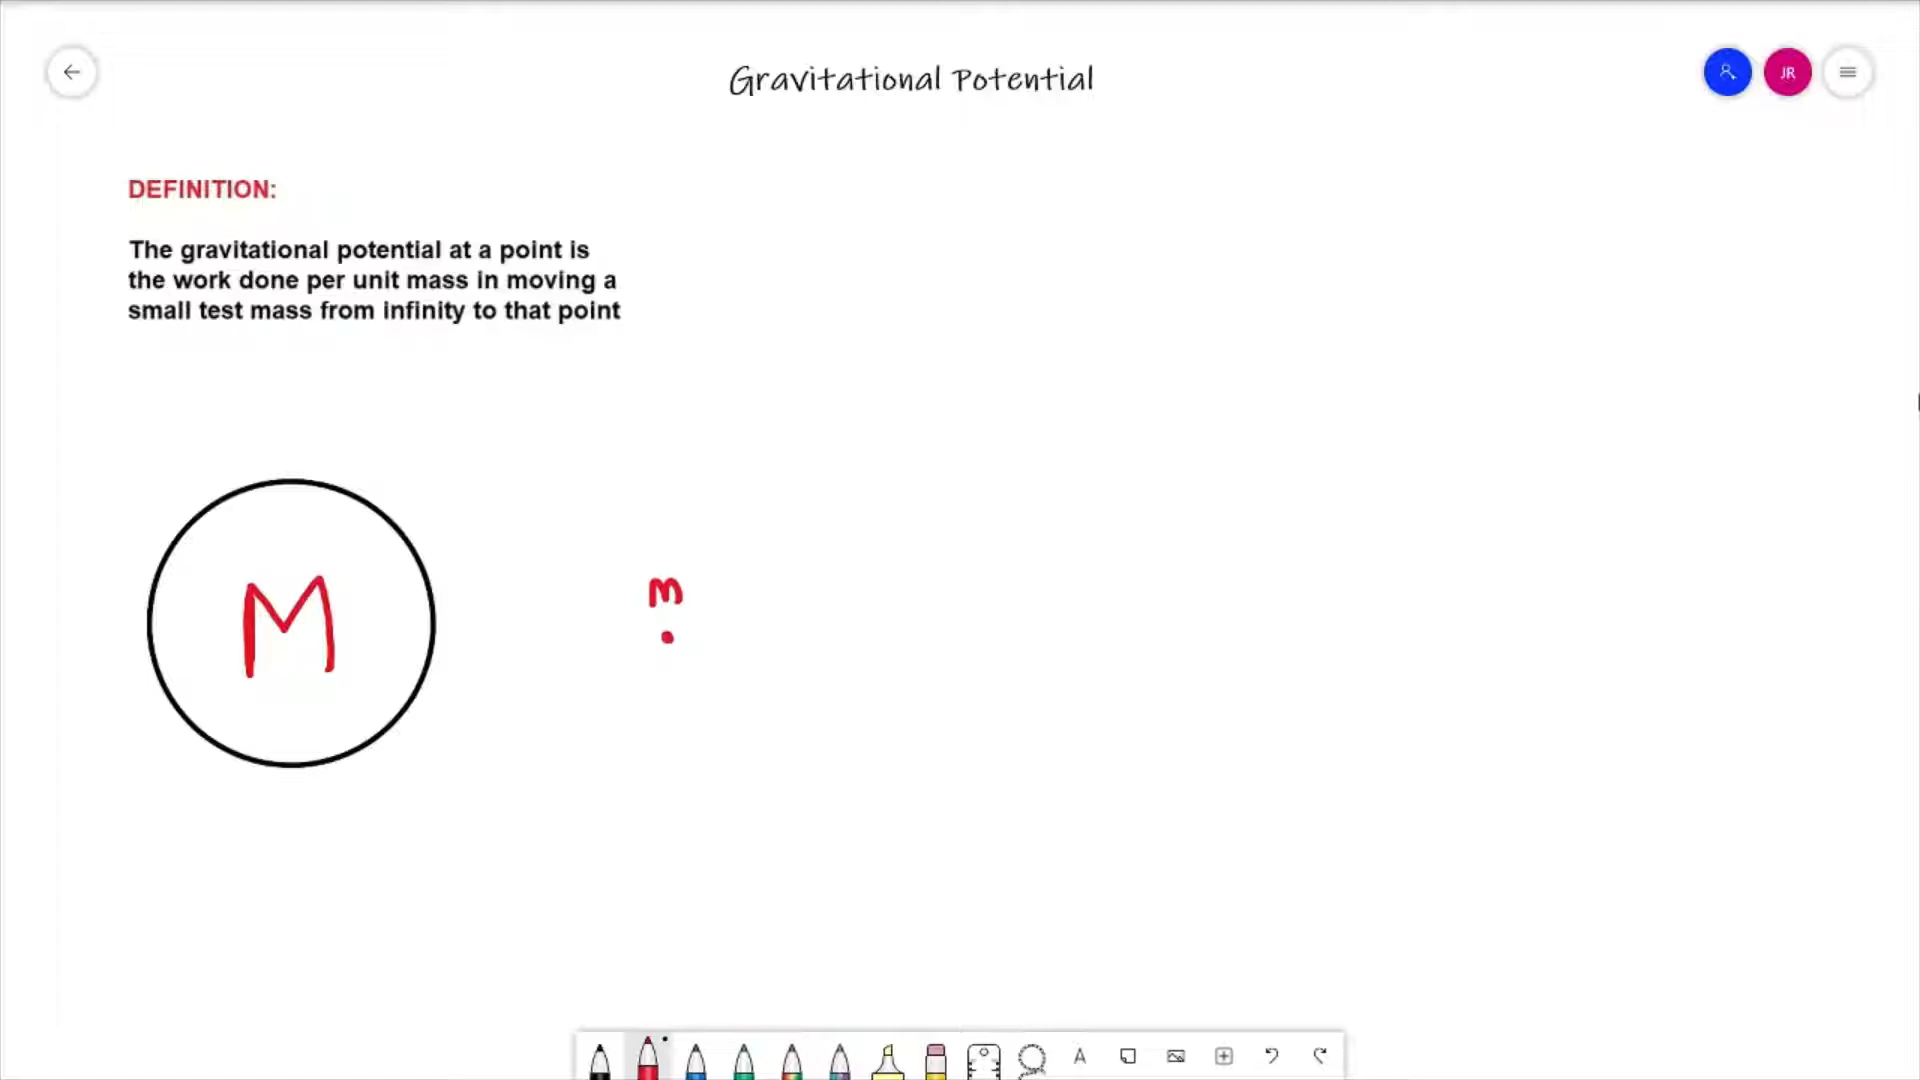 Gravitational Potential
JR
DEFINITION:
The gravitational potential at a point is
the work done per unit mass in moving a
small test mass from infinity to that point
M
m
A